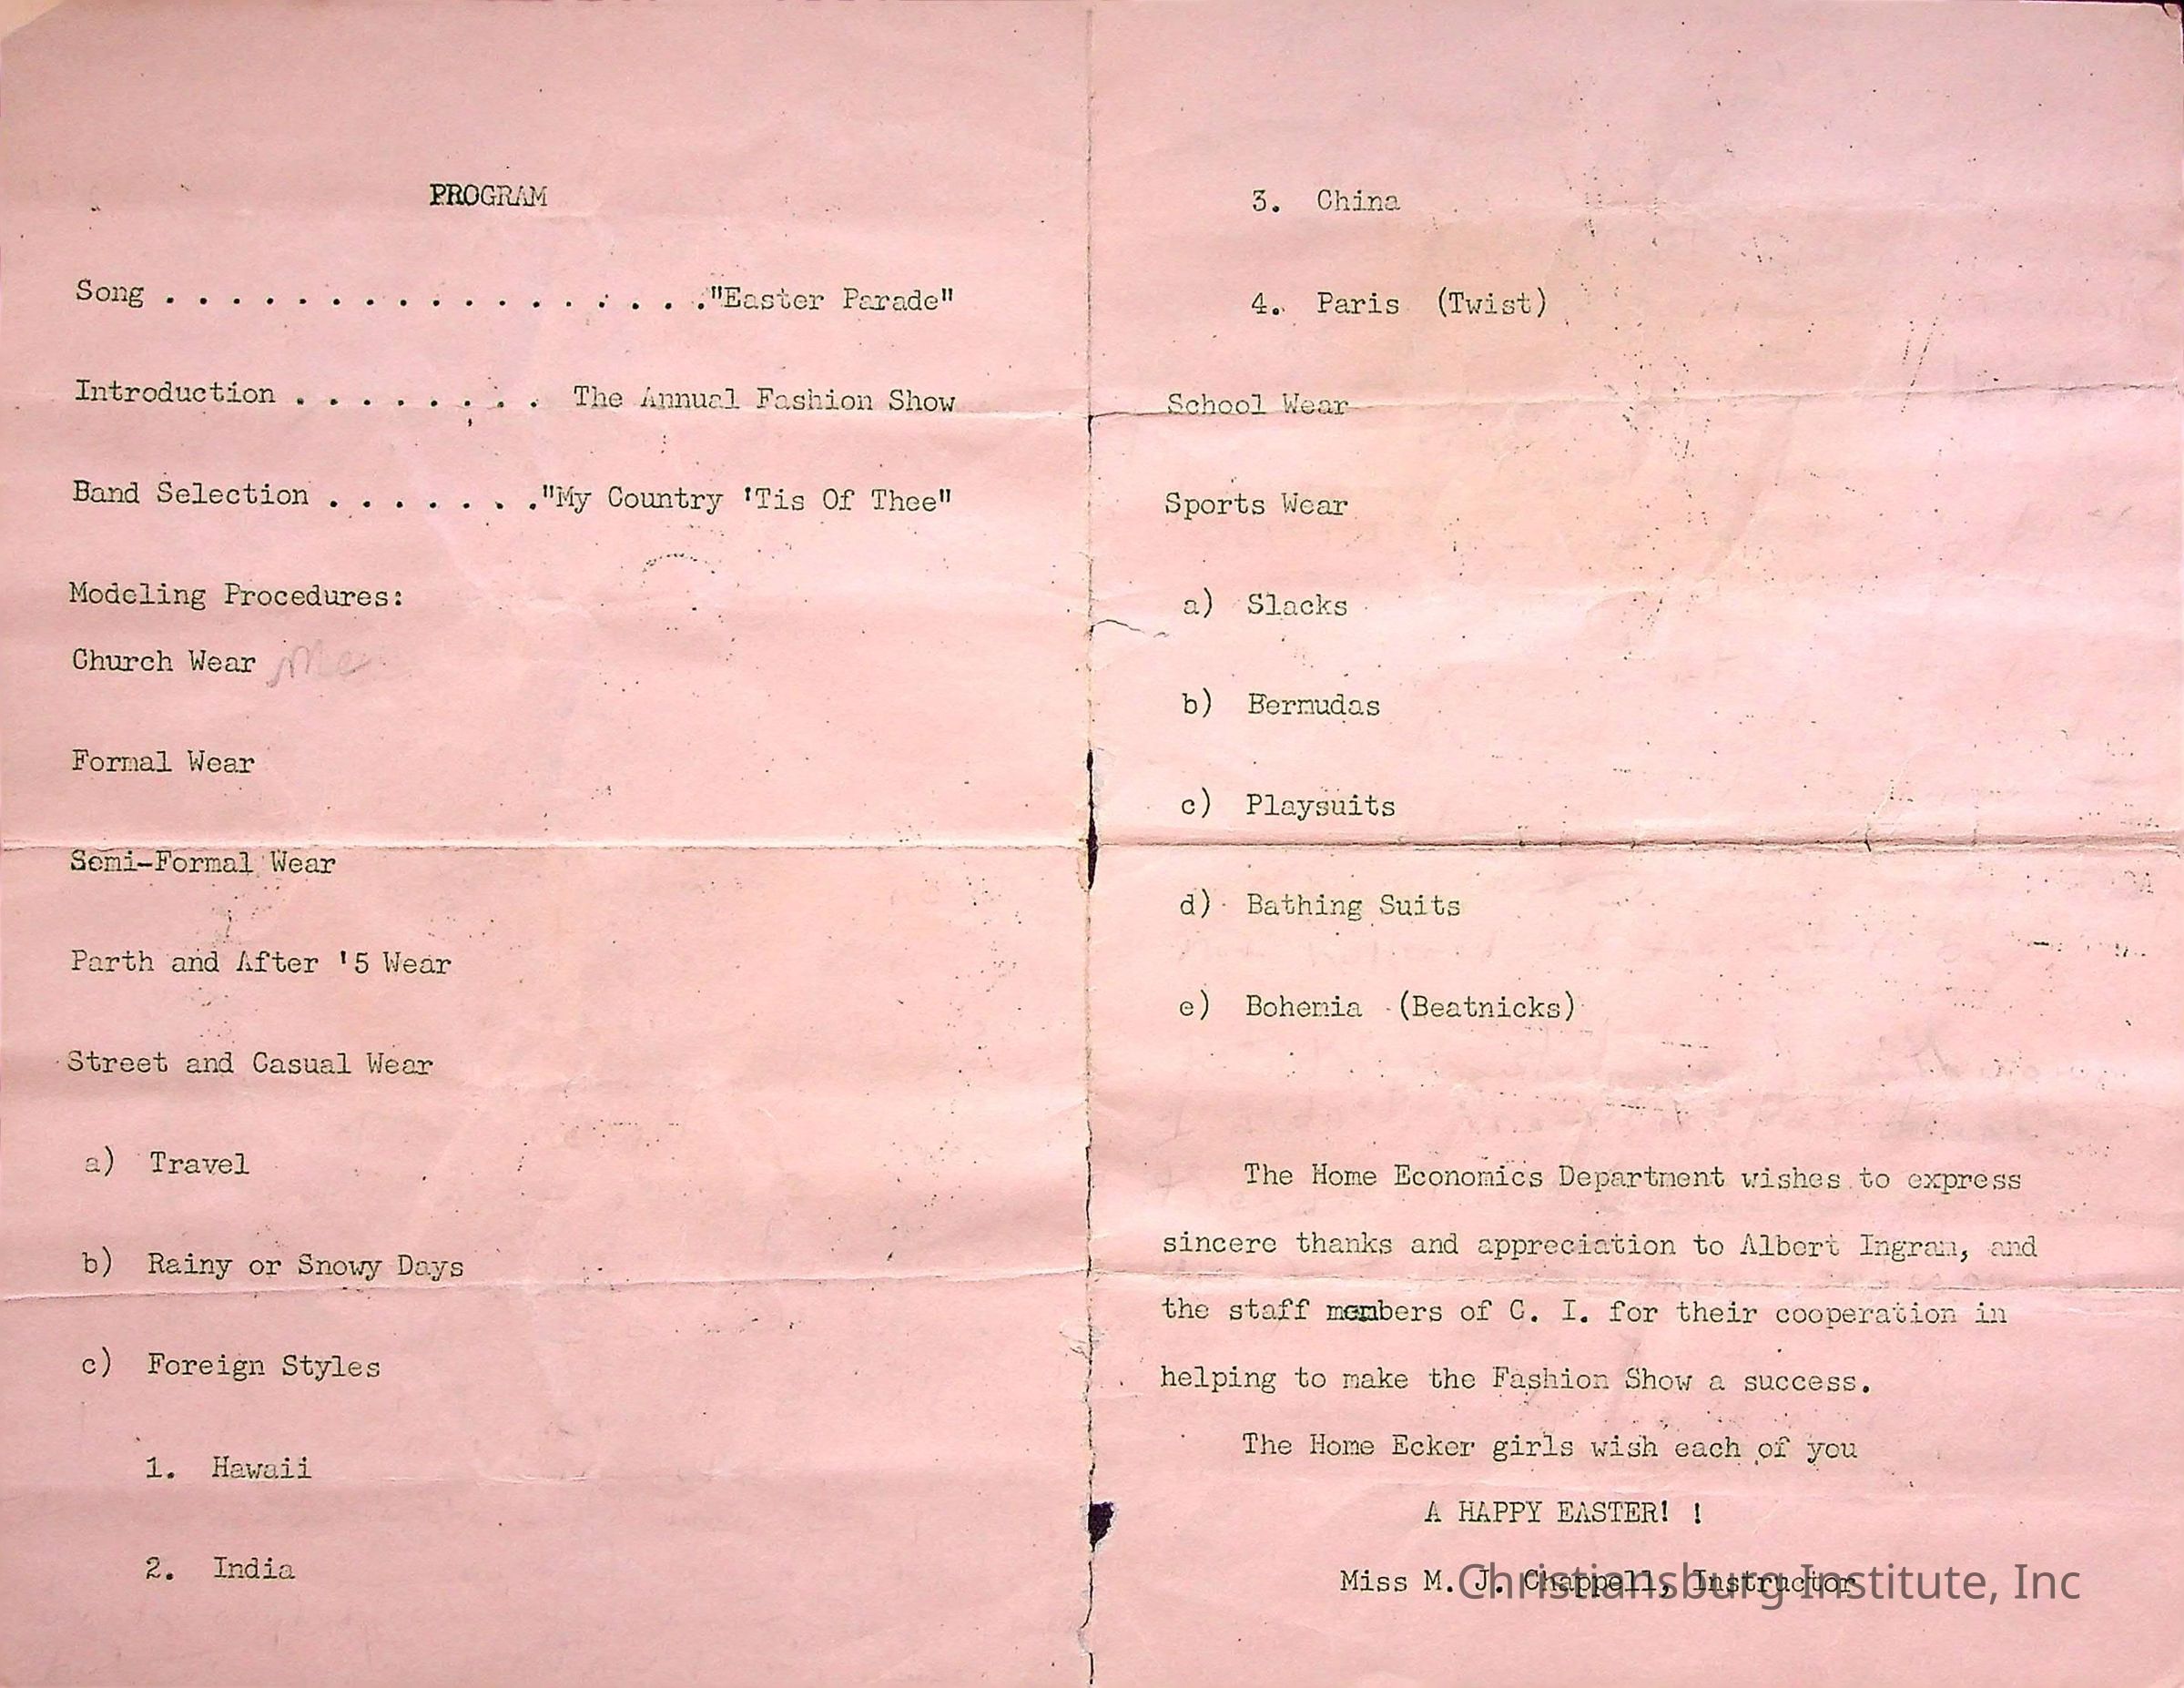 PROGRAM
Song . . . . . . . . . . . . . . . . . ."Easter Parade"
Introduction . . . . . . . . The Annual Fashion Show
Band Selection . . . . . . ."My Country 'Tis Of Thee"
Modeling Procedures:
Church Wear me
Formal Wear
Semi-Formal Wear
Parth and After '5 Wear
Street and Casual Wear
a) Travel
b) Rainy or Snowy Days
c) Foreign Styles
1. Hawaii
2. India
3. China
4. Paris (Twist)
School Wear
Sports Wear
a) Slacks
b) Bermudas
c) Playsuits
d) Bathing Suits
e) Bohemia (Beatnicks)
The Home Economics Department wishes to express
sincere thanks and appreciation to Albert Ingram, and
the staff members of C. I. for their cooperation in
helping to make the Fashion Show a success.
The Home Ecker girls wish each of you
A HAPPY EASTER! !
Miss M. J. Chappell, Instructor
Christiansburg Institute, Inc